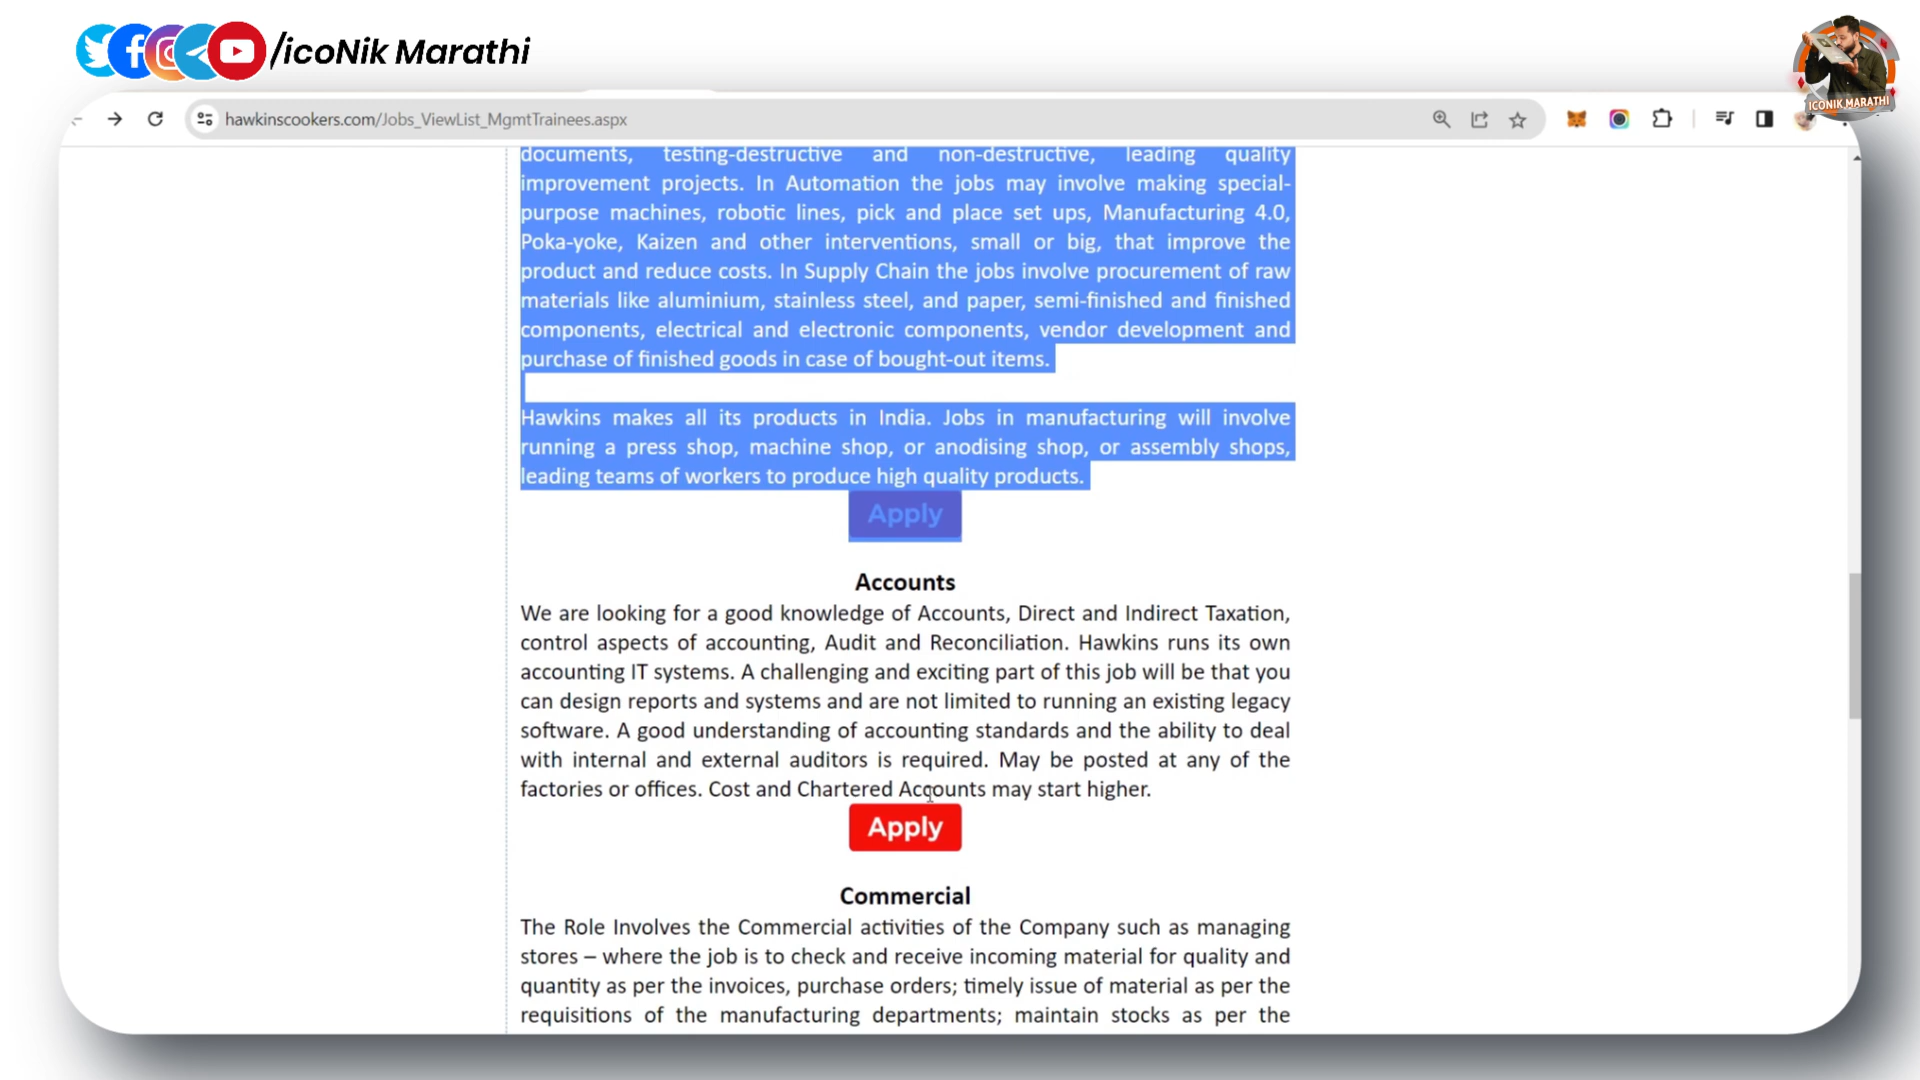 /icoNik Marathi
ICONIK MARATHI
hawkinscookers.com/Jobs_ViewList_MgmtTrainees.aspx
documents, testing-destructive and non-destructive, leading quality
improvement projects. In Automation the jobs may involve making special-
purpose machines, robotic lines, pick and place set ups, Manufacturing 4.0,
Poka-yoke, Kaizen and other interventions, small or big, that improve the
product and reduce costs. In Supply Chain the jobs involve procurement of raw
materials like aluminium, stainless steel, and paper, semi-finished and finished
components, electrical and electronic components, vendor development and
purchase of finished goods in case of bought-out items.
Hawkins makes all its products in India. Jobs in manufacturing will involve
running a press shop, machine shop, or anodising shop, or assembly shops,
leading teams of workers to produce high quality products.
Apply
Accounts
We are looking for a good knowledge of Accounts, Direct and Indirect Taxation,
control aspects of accounting, Audit and Reconciliation. Hawkins runs its own
accounting IT systems. A challenging and exciting part of this job will be that you
can design reports and systems and are not limited to running an existing legacy
software. A good understanding of accounting standards and the ability to deal
with internal and external auditors is required. May be posted at any of the
factories or offices. Cost and Chartered Accounts may start higher.
Apply
Commercial
The Role Involves the Commercial activities of the Company such as managing
stores – where the job is to check and receive incoming material for quality and
quantity as per the invoices, purchase orders; timely issue of material as per the
requisitions of the manufacturing departments; maintain stocks as per the